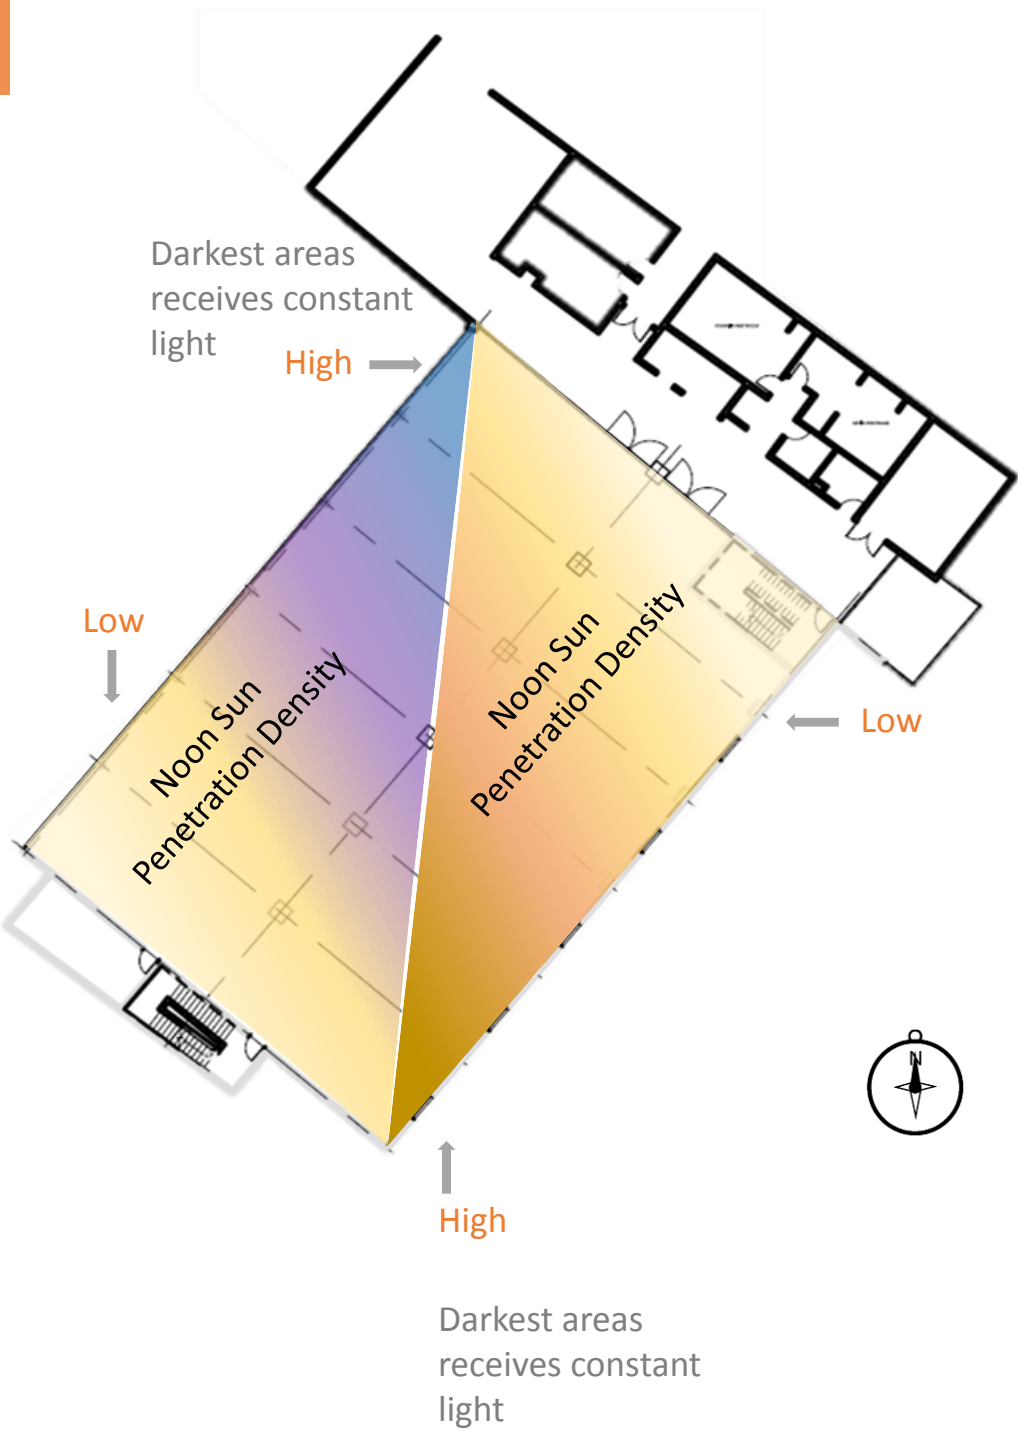 Darkest areas
receives constant
light
High
Low
Noon Sun
Penetration Density
Noon Sun
Penetration Density
Low
N
High
Darkest areas
receives constant
light